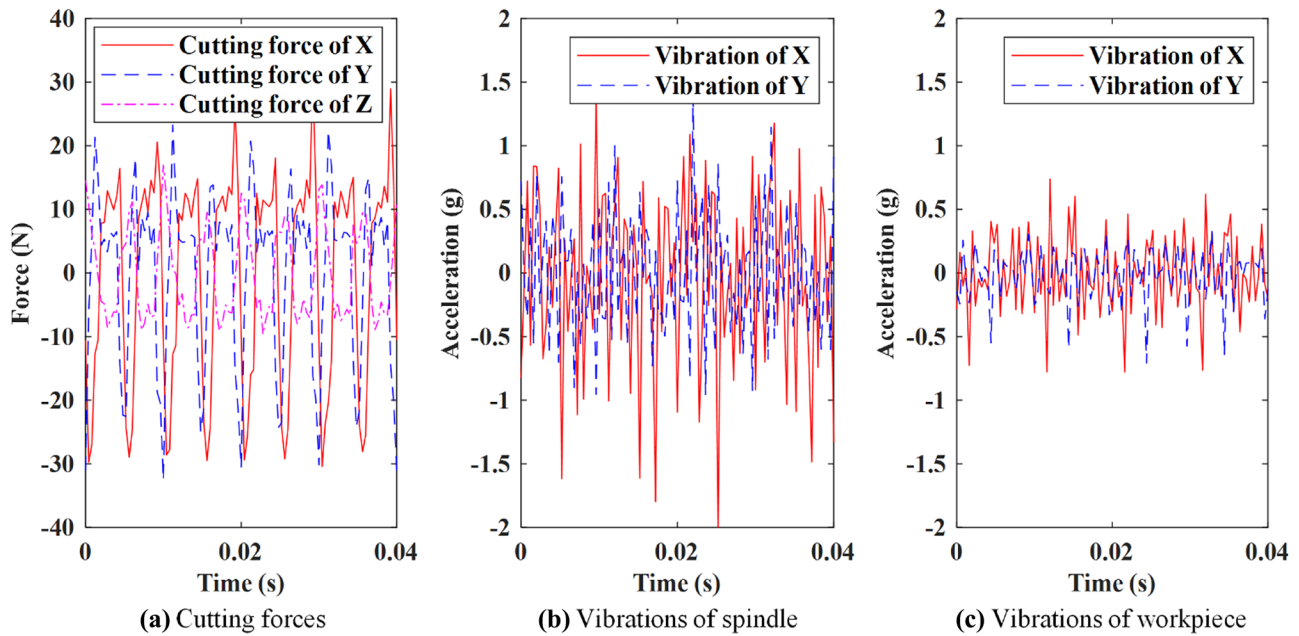 40
30
20
10
0
-10
-20
-30
-40
Force (N)
Cutting force of X
Cutting force of Y
Cutting force of Z
0
0.02
0.04
Time (s)
(a) Cutting forces
2
1.5
1
0.5
0
-0.5
-1
-1.5
-2
Acceleration (g)
Vibration of X
Vibration of Y
0
0.02
0.04
Time (s)
(b) Vibrations of spindle
2
1.5
1
0.5
0
-0.5
-1
-1.5
-2
Acceleration (g)
Vibration of X
Vibration of Y
0
0.02
0.04
Time (s)
(c) Vibrations of workpiece